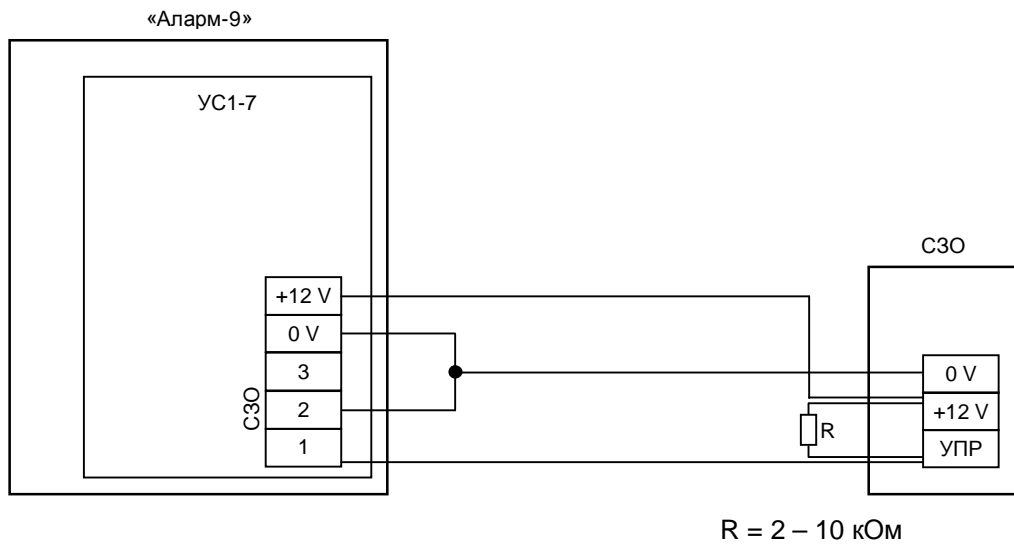 «Аларм-9»
УС1-7
СЗО
+12 V
0 V
3
СЗО
2
1
0 V
+12 V
R
УПР
R = 2 – 10 кОм